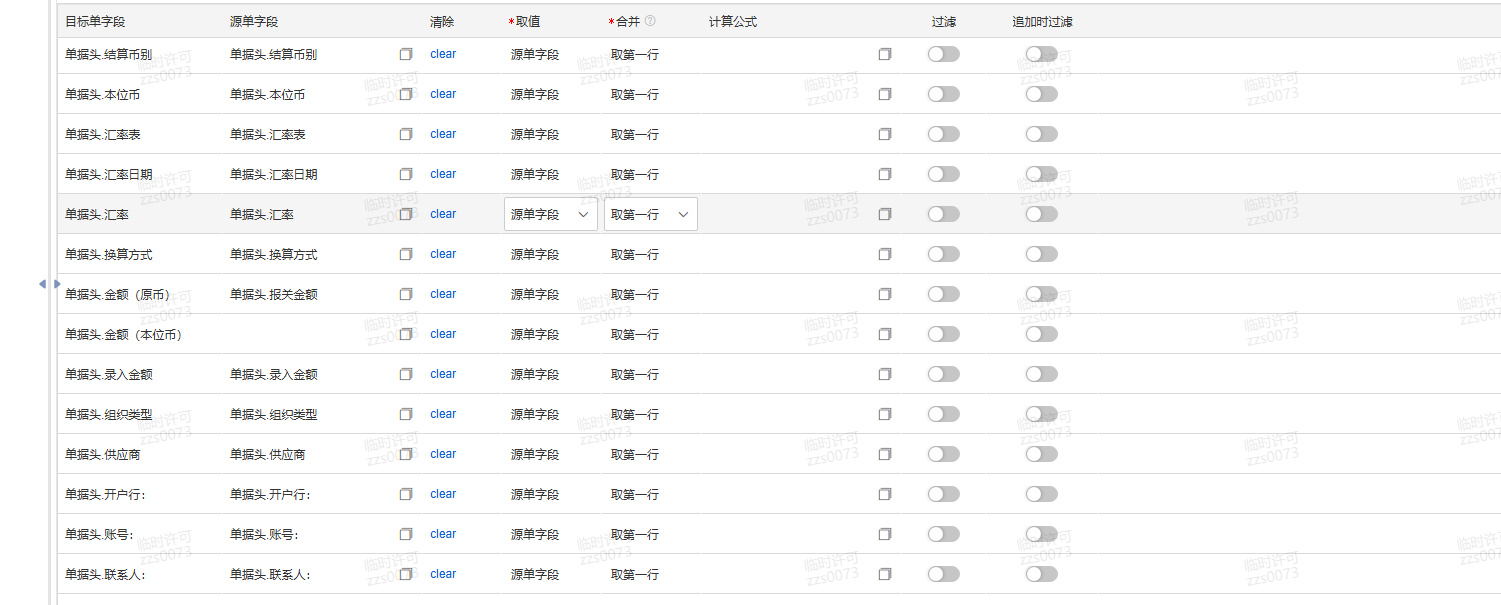 目标单字段 源单字段 清除 *取值 *合并 ? 计算公式 过滤 追加时过滤
单据头.结算币别 单据头.结算币别 clear 源单字段 取第一行
单据头.本位币 单据头.本位币 clear 源单字段 取第一行
单据头.汇率表 单据头.汇率表 clear 源单字段 取第一行
单据头.汇率日期 单据头.汇率日期 clear 源单字段 取第一行
单据头.汇率 单据头.汇率 clear 源单字段 取第一行
单据头.换算方式 单据头.换算方式 clear 源单字段 取第一行
单据头.金额（原币） 单据头.报关金额 clear 源单字段 取第一行
单据头.金额（本位币） clear 源单字段 取第一行
单据头.录入金额 单据头.录入金额 clear 源单字段 取第一行
单据头.组织类型 单据头.组织类型 clear 源单字段 取第一行
单据头.供应商 单据头.供应商 clear 源单字段 取第一行
单据头.开户行： 单据头.开户行： clear 源单字段 取第一行
单据头.账号： 单据头.账号： clear 源单字段 取第一行
单据头.联系人： 单据头.联系人： clear 源单字段 取第一行
临时许可
zzs0073